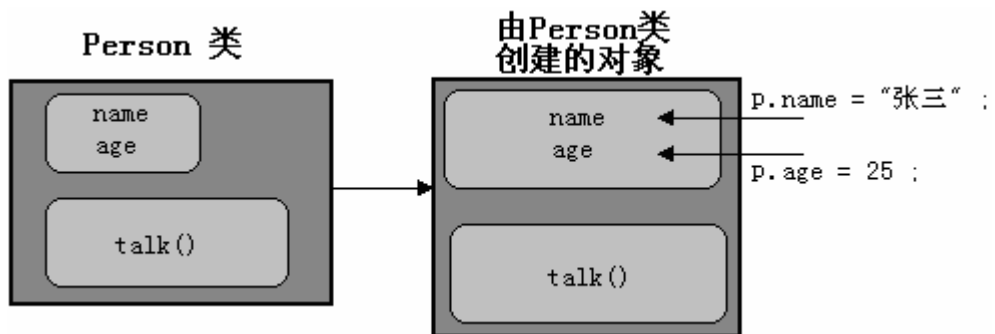 Person 类
name
age
talk()
由Person类
创建的对象
name
age
talk()
p.name = "张三" ;
p.age = 25 ;